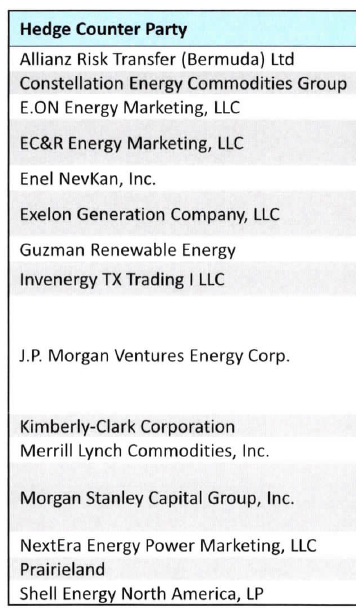 Hedge Counter Party
Allianz Risk Transfer (Bermuda) Ltd
Constellation Energy Commodities Group
E.ON Energy Marketing, LLC
EC&R Energy Marketing, LLC
Enel NevKan, Inc.
Exelon Generation Company, LLC
Guzman Renewable Energy
Invenergy TX Trading I LLC
J.P. Morgan Ventures Energy Corp.
Kimberly-Clark Corporation
Merrill Lynch Commodities, Inc.
Morgan Stanley Capital Group, Inc.
NextEra Energy Power Marketing, LLC
Prairieland
Shell Energy North America, LP